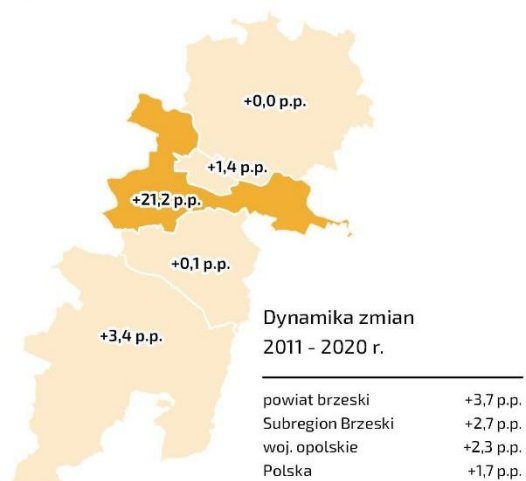 +0,0 p.p.
+1,4 p.p.
+21,2 p.p.
+0,1 p.p.
+3,4 p.p.
Dynamika zmian
2011 - 2020 r.
powiat brzeski +3,7 p.p.
Subregion Brzeski +2,7 p.p.
woj. opolskie +2,3 p.p.
Polska +1,7 p.p.